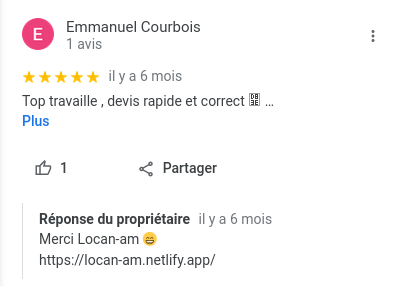 E
Emmanuel Courbois
1 avis
il y a 6 mois
Top travaille , devis rapide et correct ...
Plus
1
Partager
Réponse du propriétaire il y a 6 mois
Merci Locan-am 😄
https://locan-am.netlify.app/